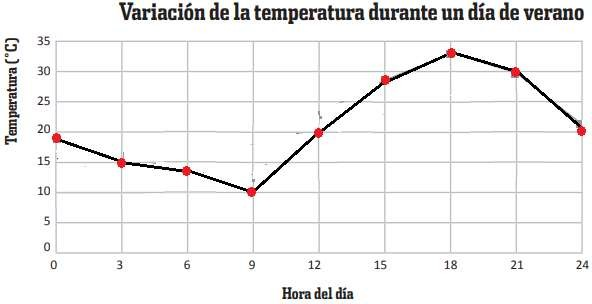 Variación de la temperatura durante un día de verano
Temperatura (°C)
35
30
25
20
15
10
5
0
0 3 6 9 12 15 18 21 24
Hora del día